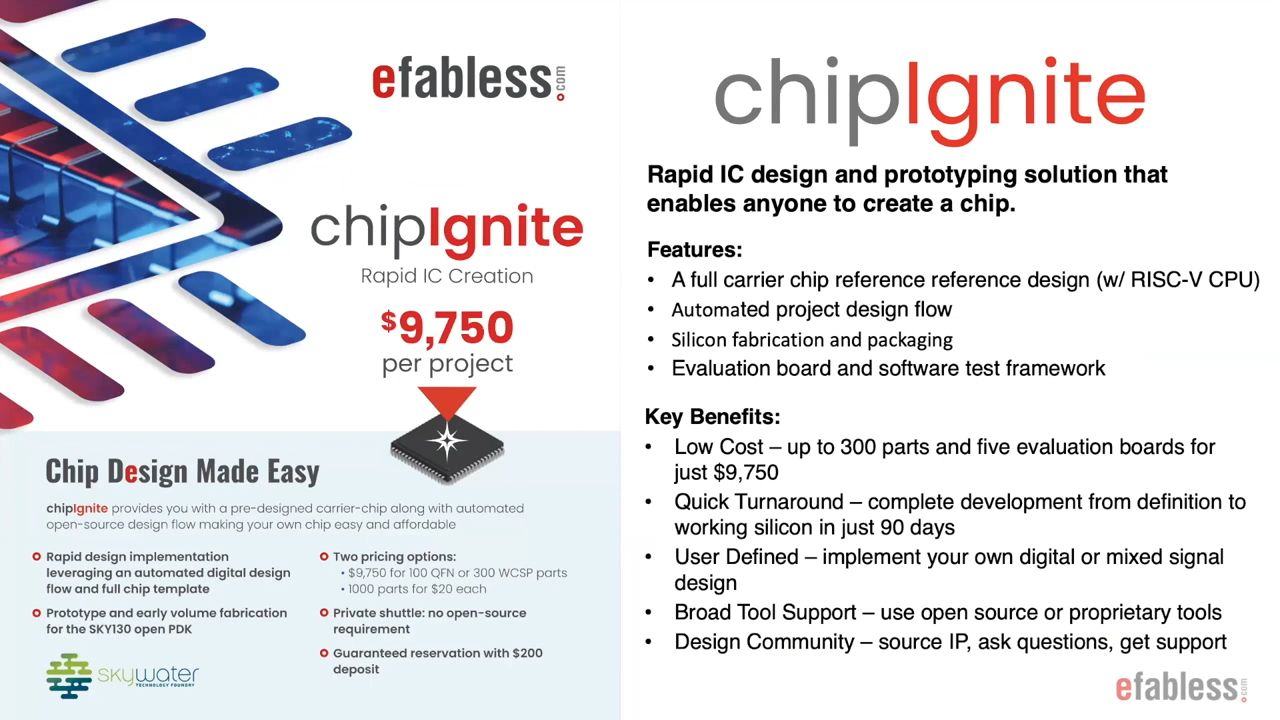 efabless.com
chipIgnite
Rapid IC Creation
$9,750
per project
Chip Design Made Easy
chipIgnite provides you with a pre-designed carrier-chip along with automated
open-source design flow making your own chip easy and affordable
Rapid design implementation
leveraging an automated digital design
flow and full chip template
Prototype and early volume fabrication
for the SKY130 open PDK
Two pricing options:
• $9,750 for 100 QFN or 300 WCSP parts
• 1000 parts for $20 each
Private shuttle: no open-source
requirement
Guaranteed reservation with $200
deposit
skywater
TECHNOLOGY FOUNDRY
chipIgnite
Rapid IC design and prototyping solution that
enables anyone to create a chip.
Features:
• A full carrier chip reference reference design (w/ RISC-V CPU)
• Automated project design flow
• Silicon fabrication and packaging
• Evaluation board and software test framework
Key Benefits:
• Low Cost – up to 300 parts and five evaluation boards for
just $9,750
• Quick Turnaround – complete development from definition to
working silicon in just 90 days
• User Defined – implement your own digital or mixed signal
design
• Broad Tool Support – use open source or proprietary tools
• Design Community – source IP, ask questions, get support
efabless.com